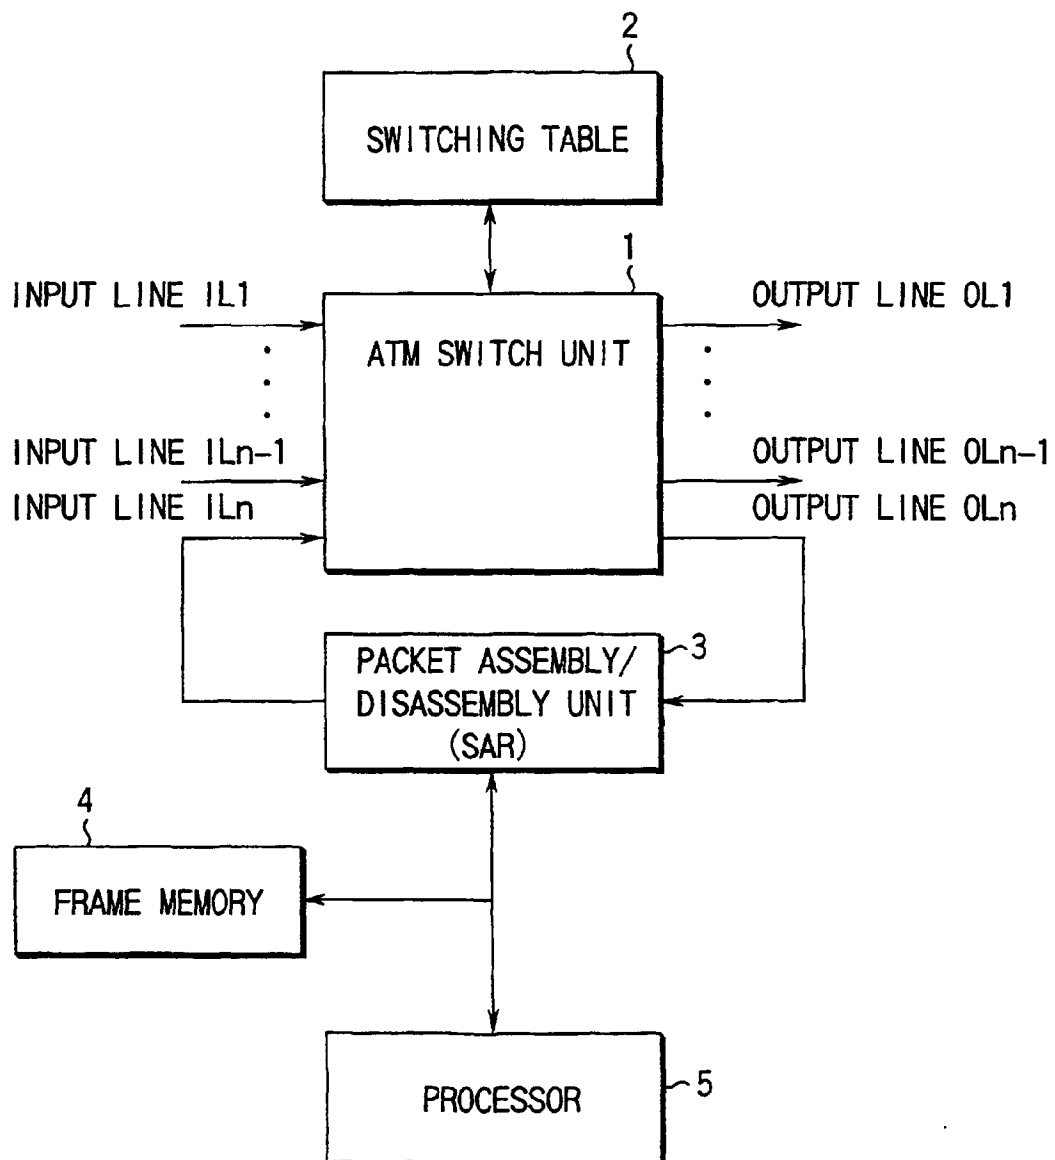 2
SWITCHING TABLE
1
INPUT LINE IL1
OUTPUT LINE OL1
ATM SWITCH UNIT
INPUT LINE ILn-1
OUTPUT LINE OLn-1
INPUT LINE ILn
OUTPUT LINE OLn
3
PACKET ASSEMBLY/
DISASSEMBLY UNIT
(SAR)
4
FRAME MEMORY
5
PROCESSOR